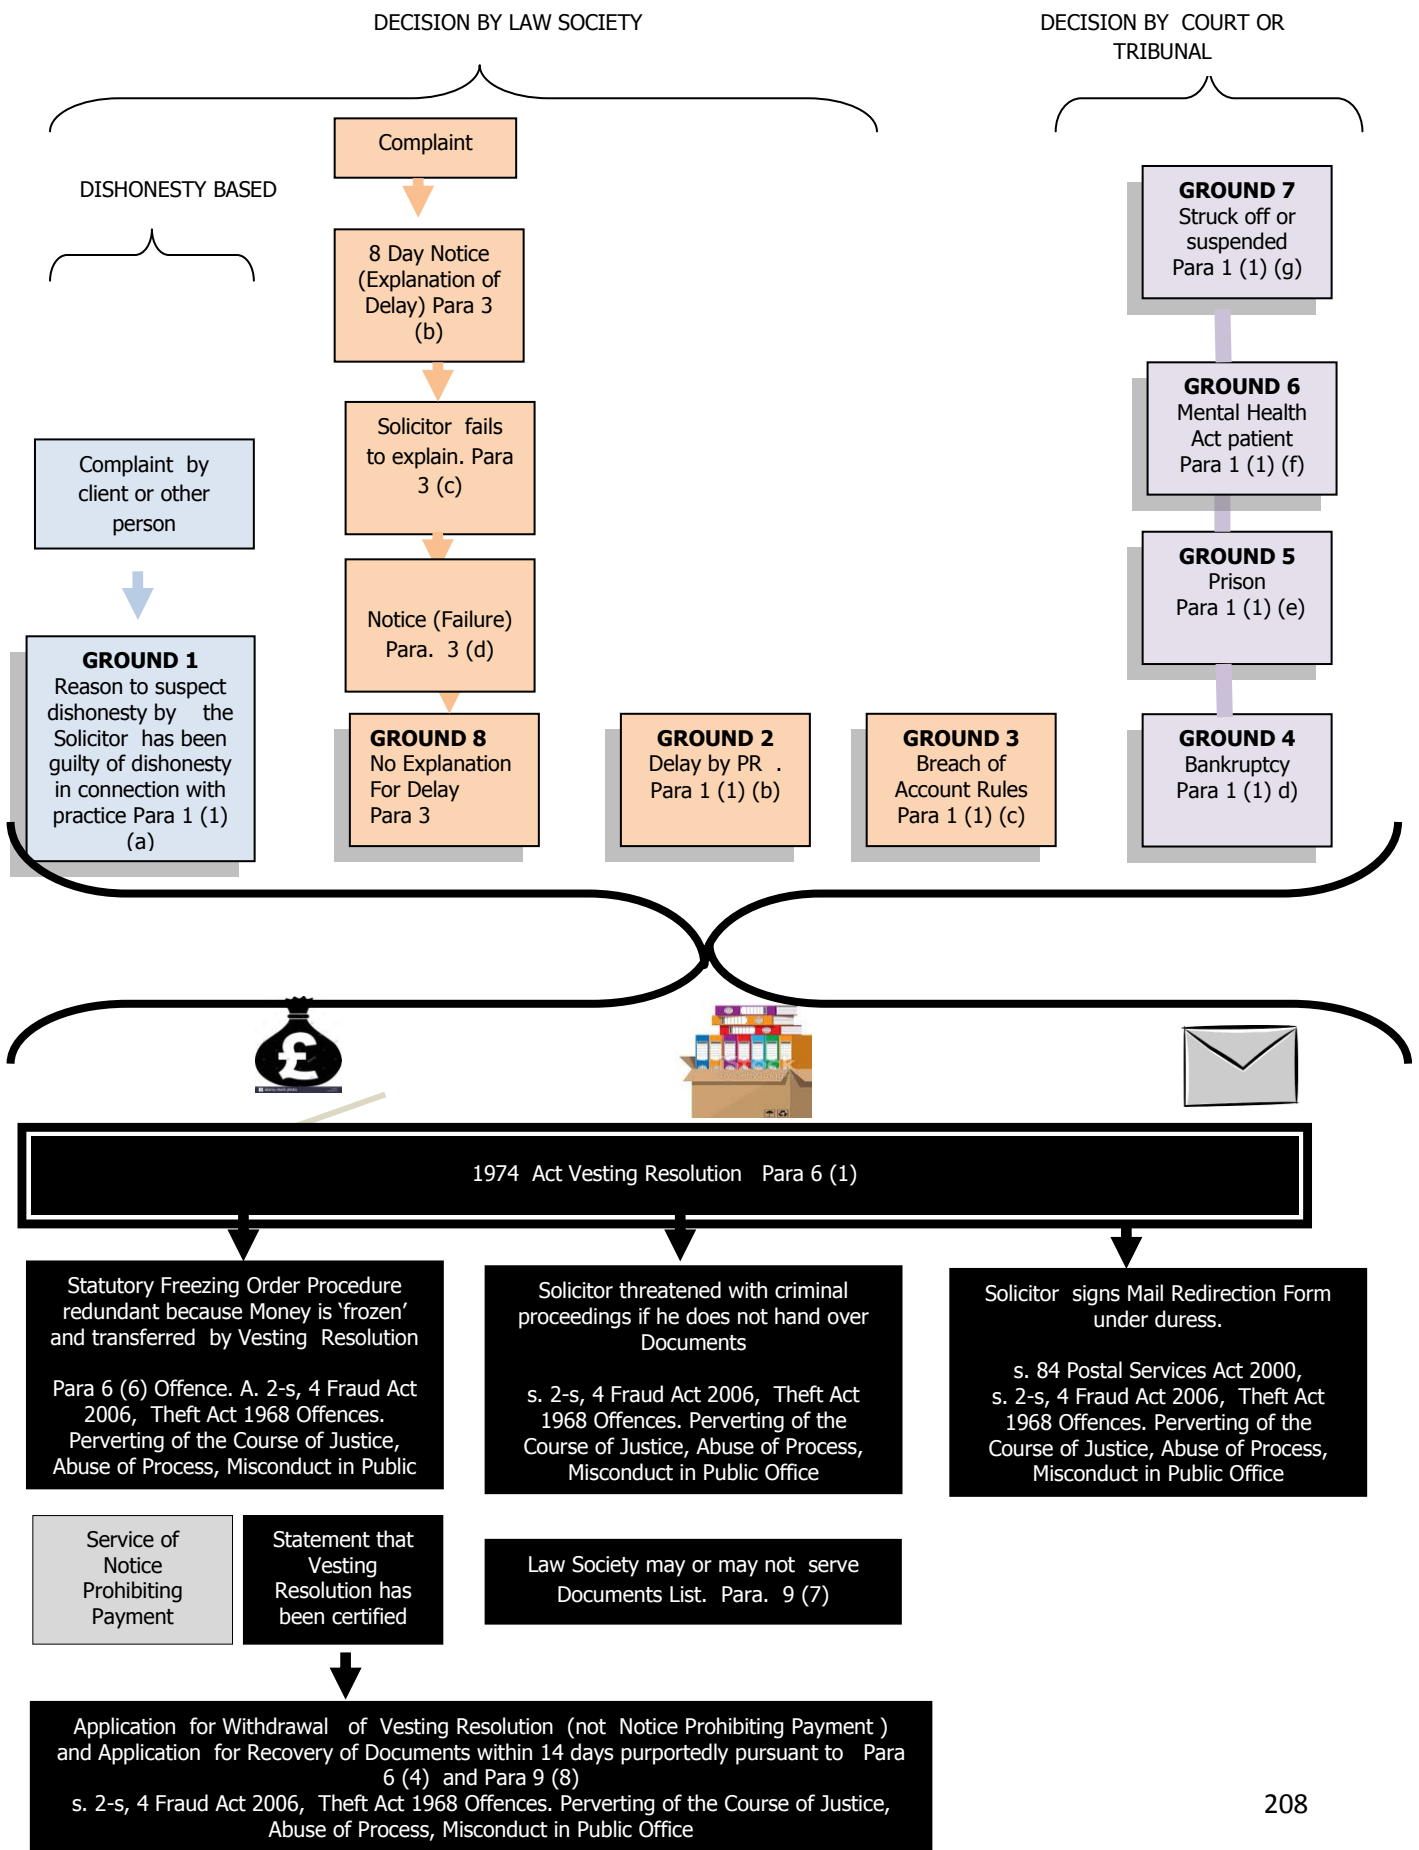 DECISION BY LAW SOCIETY
DECISION BY COURT OR
TRIBUNAL
DISHONESTY BASED
Complaint by
client or other
person
GROUND 1
Reason to suspect
dishonesty by the
Solicitor has been
guilty of dishonesty
in connection with
practice Para 1 (1)
(a)
Complaint
8 Day Notice
(Explanation of
Delay) Para 3
(b)
Solicitor fails
to explain. Para
3 (c)
Notice (Failure)
Para. 3 (d)
GROUND 8
No Explanation
For Delay
Para 3
GROUND 2
Delay by PR .
Para 1 (1) (b)
GROUND 3
Breach of
Account Rules
Para 1 (1) (c)
GROUND 7
Struck off or
suspended
Para 1 (1) (g)
GROUND 6
Mental Health
Act patient
Para 1 (1) (f)
GROUND 5
Prison
Para 1 (1) (e)
GROUND 4
Bankruptcy
Para 1 (1) d)
£
1974 Act Vesting Resolution Para 6 (1)
Statutory Freezing Order Procedure
redundant because Money is ‘frozen’
and transferred by Vesting Resolution
Para 6 (6) Offence. A. 2-s, 4 Fraud Act
2006, Theft Act 1968 Offences.
Perverting of the Course of Justice,
Abuse of Process, Misconduct in Public
Solicitor threatened with criminal
proceedings if he does not hand over
Documents
s. 2-s, 4 Fraud Act 2006, Theft Act
1968 Offences. Perverting of the
Course of Justice, Abuse of Process,
Misconduct in Public Office
Solicitor signs Mail Redirection Form
under duress.
s. 84 Postal Services Act 2000,
s. 2-s, 4 Fraud Act 2006, Theft Act
1968 Offences. Perverting of the
Course of Justice, Abuse of Process,
Misconduct in Public Office
Service of
Notice
Prohibiting
Payment
Statement that
Vesting
Resolution has
been certified
Law Society may or may not serve
Documents List. Para. 9 (7)
Application for Withdrawal of Vesting Resolution (not Notice Prohibiting Payment )
and Application for Recovery of Documents within 14 days purportedly pursuant to Para
6 (4) and Para 9 (8)
s. 2-s, 4 Fraud Act 2006, Theft Act 1968 Offences. Perverting of the Course of Justice,
Abuse of Process, Misconduct in Public Office
208